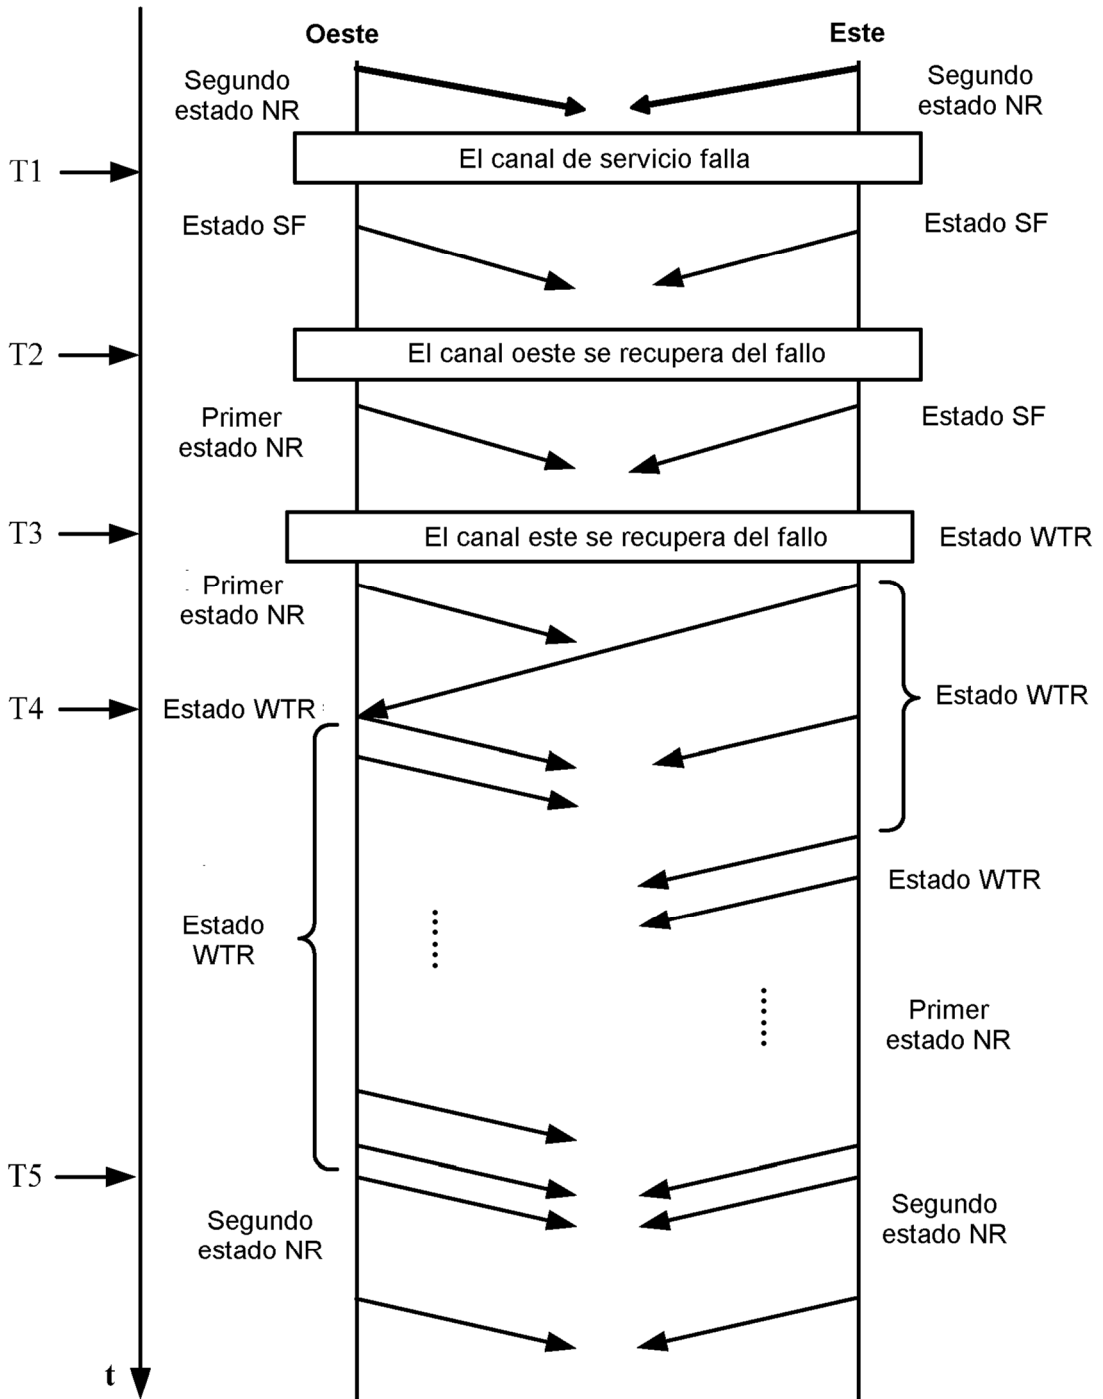 Oeste
Este
Segundo
estado NR
Segundo
estado NR
T1
El canal de servicio falla
Estado SF
Estado SF
T2
El canal oeste se recupera del fallo
Primer
estado NR
Estado SF
T3
El canal este se recupera del fallo
Estado WTR
Primer
estado NR
Estado WTR
T4
Estado WTR
Estado WTR
Estado
WTR
Primer
estado NR
T5
Segundo
estado NR
Segundo
estado NR
t